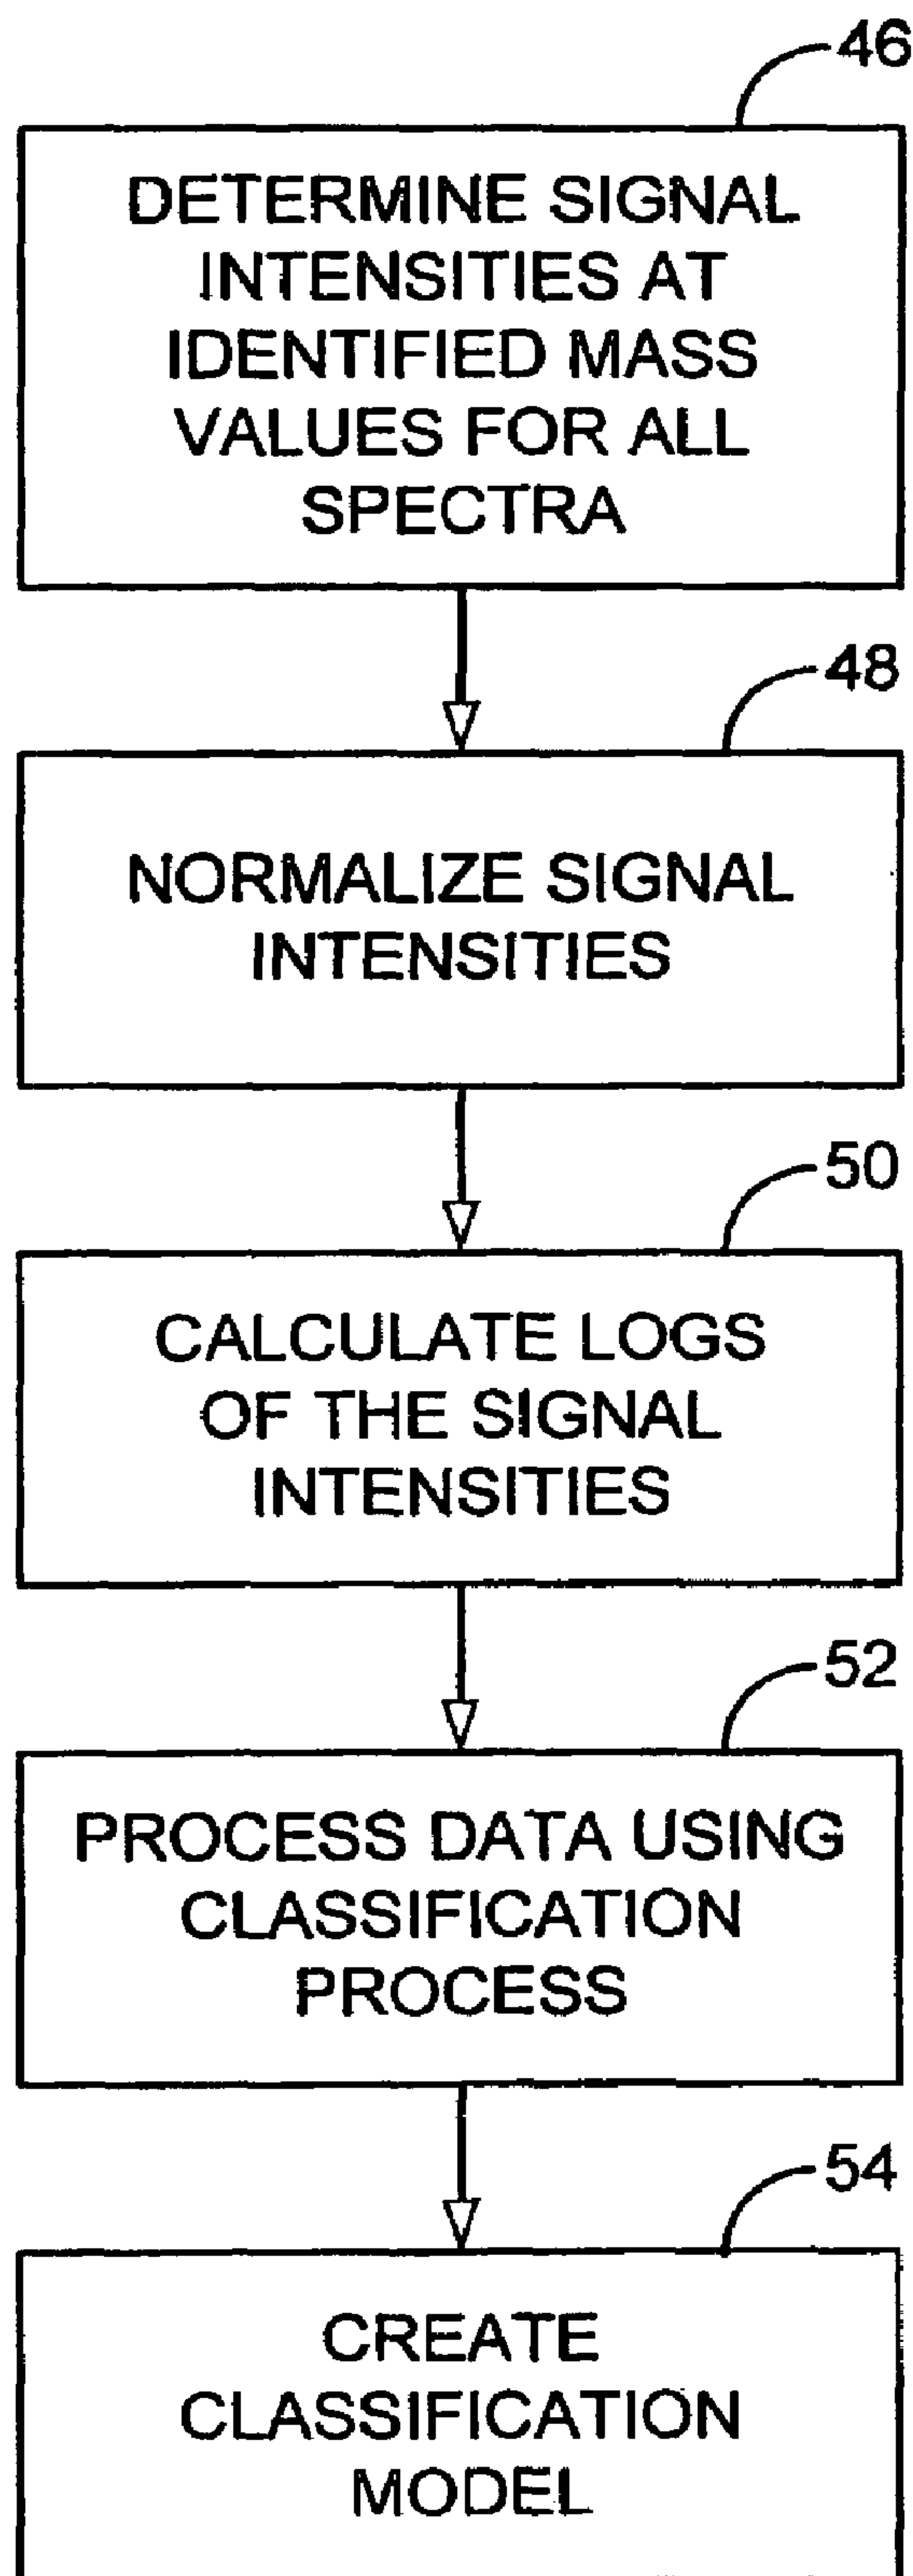 46
DETERMINE SIGNAL
INTENSITIES AT
IDENTIFIED MASS
VALUES FOR ALL
SPECTRA
48
NORMALIZE SIGNAL
INTENSITIES
50
CALCULATE LOGS
OF THE SIGNAL
INTENSITIES
52
PROCESS DATA USING
CLASSIFICATION
PROCESS
54
CREATE
CLASSIFICATION
MODEL